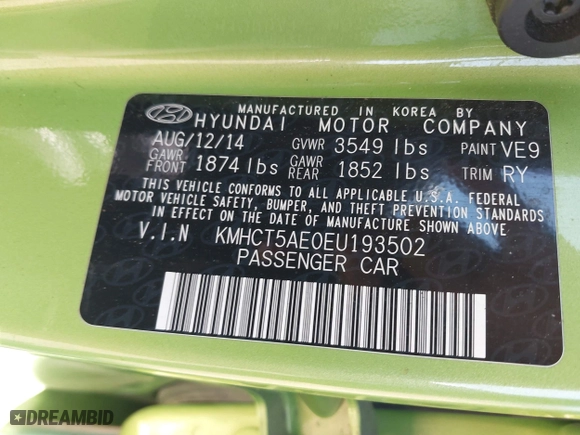 MANUFACTURED IN KOREA BY
HYUNDAI MOTOR COMPANY
AUG/12/14 GVWR 3549 lbs PAINT VE9
GAWR FRONT 1874 lbs GAWR REAR 1852 lbs TRIM RY
THIS VEHICLE CONFORMS TO ALL APPLICABLE U.S.A. FEDERAL
MOTOR VEHICLE SAFETY, BUMPER, AND THEFT PREVENTION STANDARDS
IN EFFECT ON THE DATE OF MANUFACTURE SHOWN ABOVE
V.I.N KMHCT5AE0EU193502
PASSENGER CAR
DREAMBID